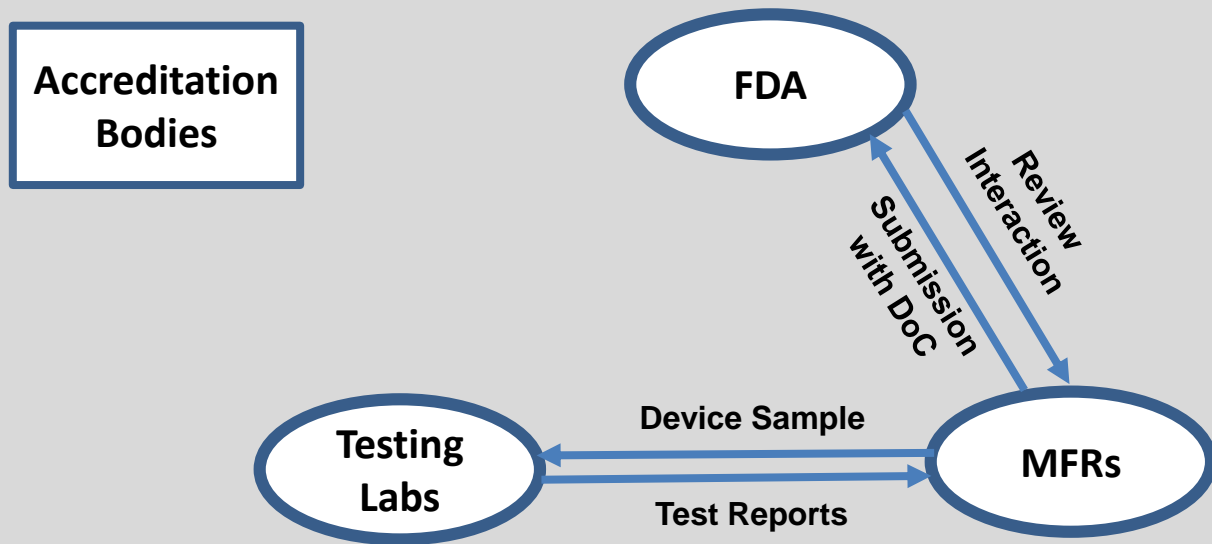 Accreditation
Bodies
FDA
Review
Interaction
Submission
with DoC
Device Sample
Testing
Labs
MFRs
Test Reports